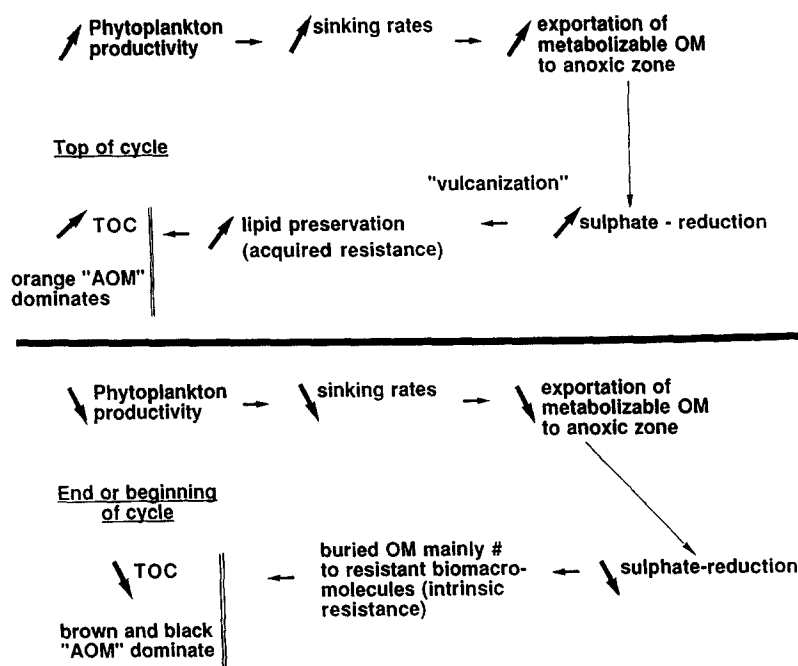 Phytoplankton
productivity
sinking rates
exportation of
metabolizable OM
to anoxic zone
Top of cycle
"vulcanization"
TOC
lipid preservation
(acquired resistance)
sulphate - reduction
orange "AOM"
dominates
Phytoplankton
productivity
sinking rates
exportation of
metabolizable OM
to anoxic zone
End or beginning
of cycle
TOC
buried OM mainly #
to resistant biomacro-
molecules (intrinsic
resistance)
sulphate-reduction
brown and black
"AOM" dominate